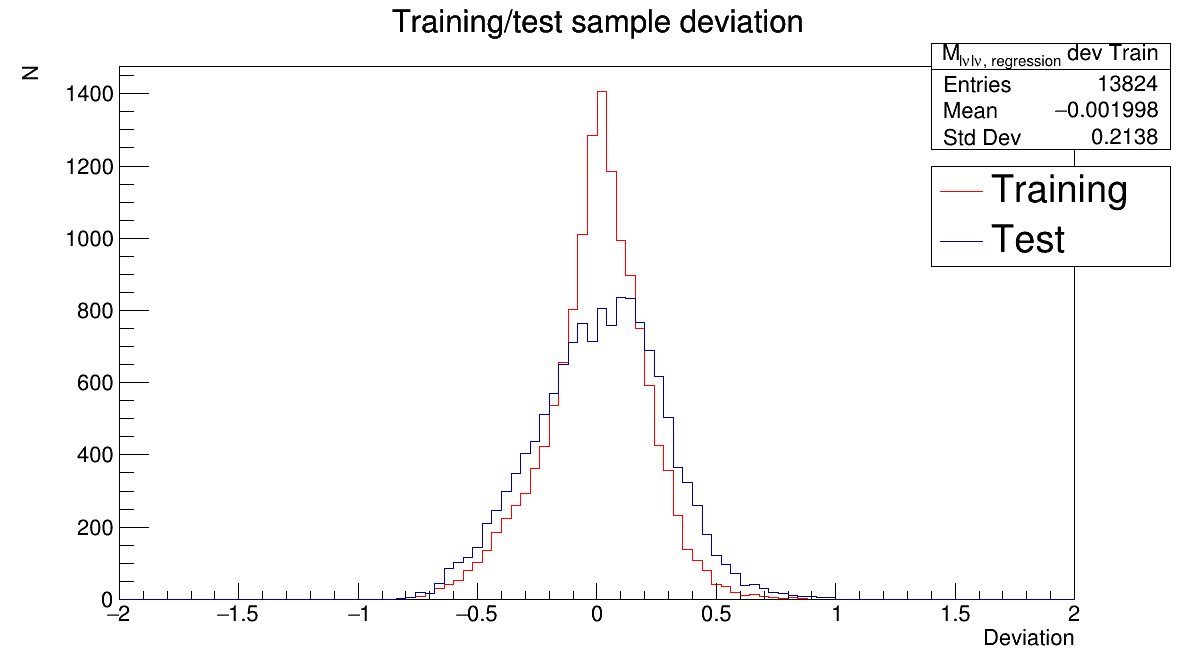 Training/test sample deviation
N
M_lνlν, regression dev Train
Entries 13824
Mean −0.001998
Std Dev 0.2138
Training
Test
1400
1200
1000
800
600
400
200
0
−2 −1.5 −1 −0.5 0 0.5 1 1.5 2
Deviation